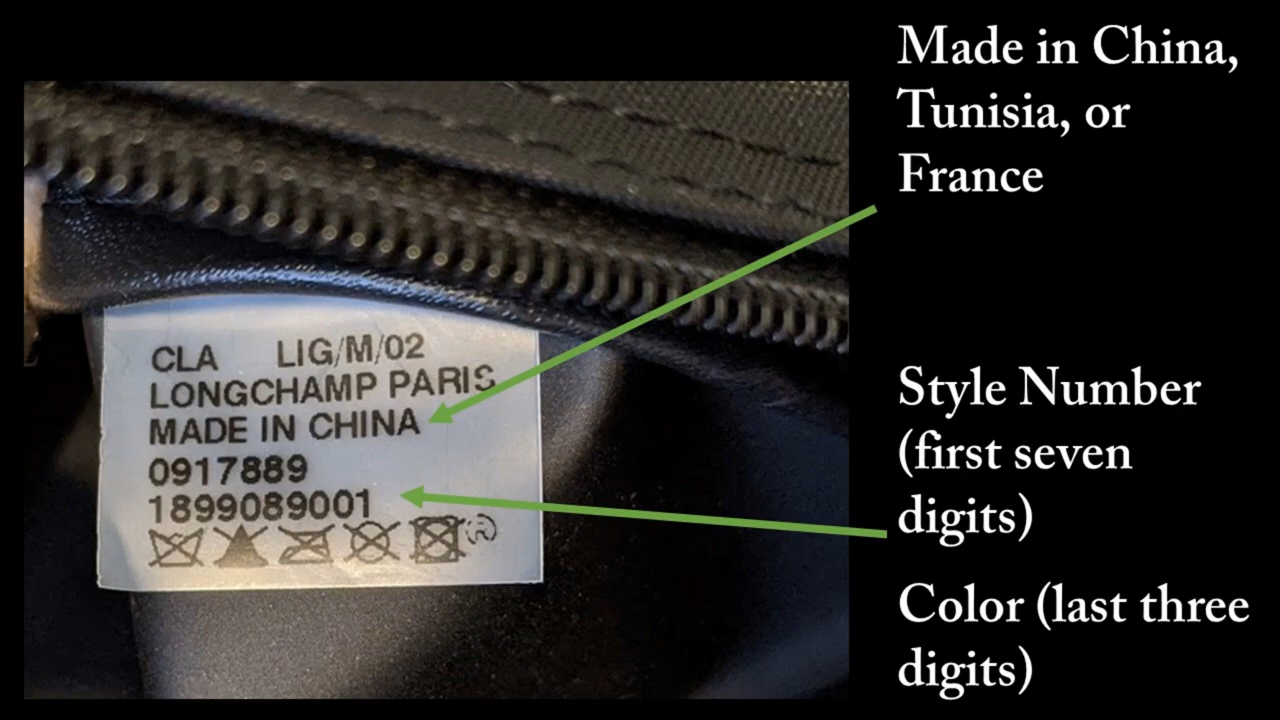 Made in China,
Tunisia, or
France
CLA LIG/M/02
LONGCHAMP PARIS
MADE IN CHINA
0917889
1899089001
®
Style Number
(first seven
digits)
Color (last three
digits)